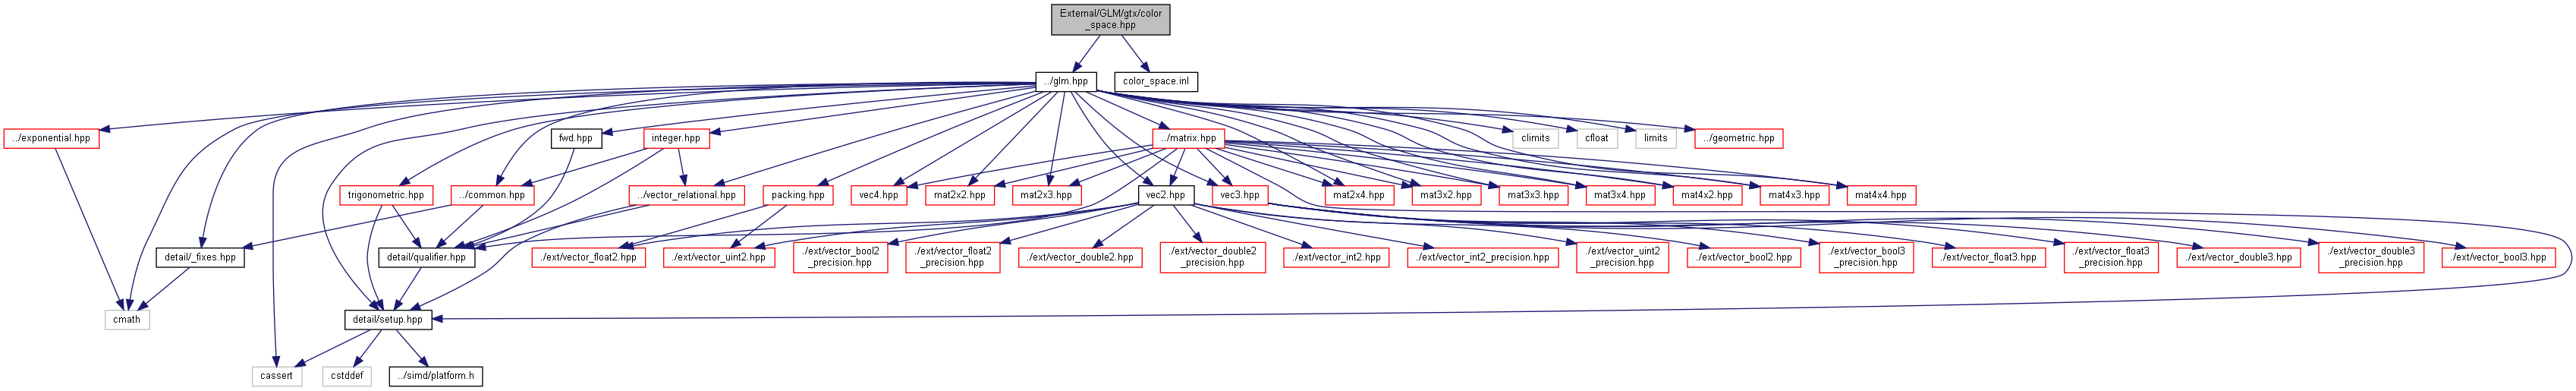 External/GLM/gtx/color
_space.hpp
../glm.hpp
color_space.inl
../exponential.hpp
fwd.hpp
integer.hpp
../matrix.hpp
climits
cfloat
limits
../geometric.hpp
trigonometric.hpp
../common.hpp
../vector_relational.hpp
packing.hpp
vec4.hpp
mat2x2.hpp
mat2x3.hpp
vec2.hpp
vec3.hpp
mat2x4.hpp
mat3x2.hpp
mat3x3.hpp
mat3x4.hpp
mat4x2.hpp
mat4x3.hpp
mat4x4.hpp
detail/_fixes.hpp
detail/qualifier.hpp
./ext/vector_float2.hpp
./ext/vector_uint2.hpp
./ext/vector_bool2
_precision.hpp
./ext/vector_float2
_precision.hpp
./ext/vector_double2.hpp
./ext/vector_double2
_precision.hpp
./ext/vector_int2.hpp
./ext/vector_int2_precision.hpp
./ext/vector_uint2
_precision.hpp
./ext/vector_bool2.hpp
./ext/vector_bool3
_precision.hpp
./ext/vector_float3.hpp
./ext/vector_float3
_precision.hpp
./ext/vector_double3.hpp
./ext/vector_double3
_precision.hpp
./ext/vector_bool3.hpp
cmath
detail/setup.hpp
cassert
cstddef
../simd/platform.h